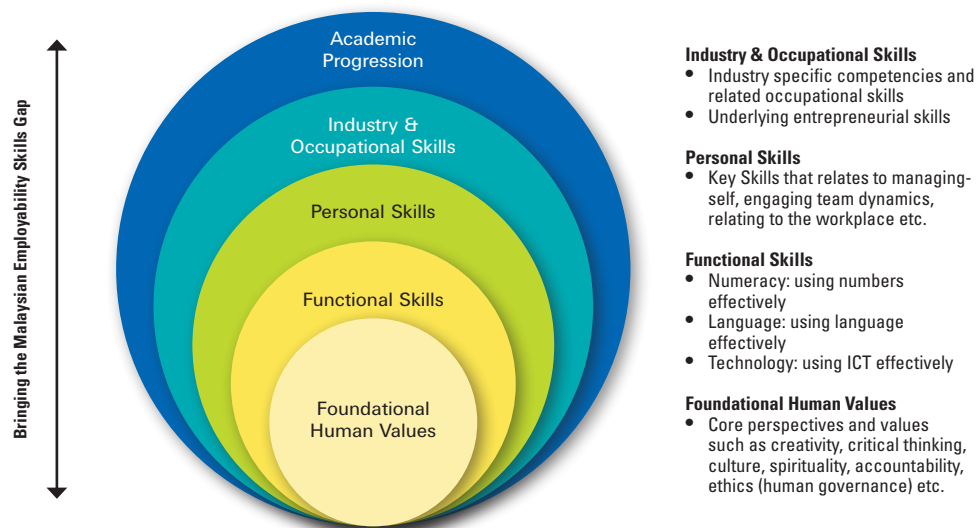 Bringing the Malaysian Employability Skills Gap
Academic
Progression
Industry &
Occupational Skills
Personal Skills
Functional Skills
Foundational
Human Values
Industry & Occupational Skills
• Industry specific competencies and
related occupational skills
• Underlying entrepreneurial skills
Personal Skills
• Key Skills that relates to managing-
self, engaging team dynamics,
relating to the workplace etc.
Functional Skills
• Numeracy: using numbers
effectively
• Language: using language
effectively
• Technology: using ICT effectively
Foundational Human Values
• Core perspectives and values
such as creativity, critical thinking,
culture, spirituality, accountability,
ethics (human governance) etc.